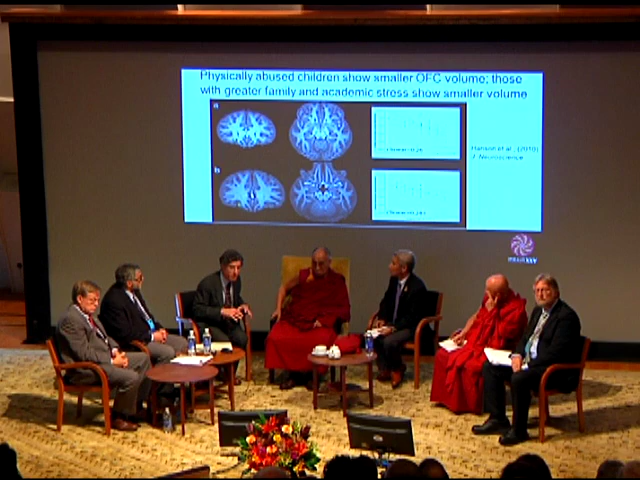 Physically abused children show smaller OFC volume; those
with greater family and academic stress show smaller volume
a
b
Hanson et al., (2010)
J. Neuroscience